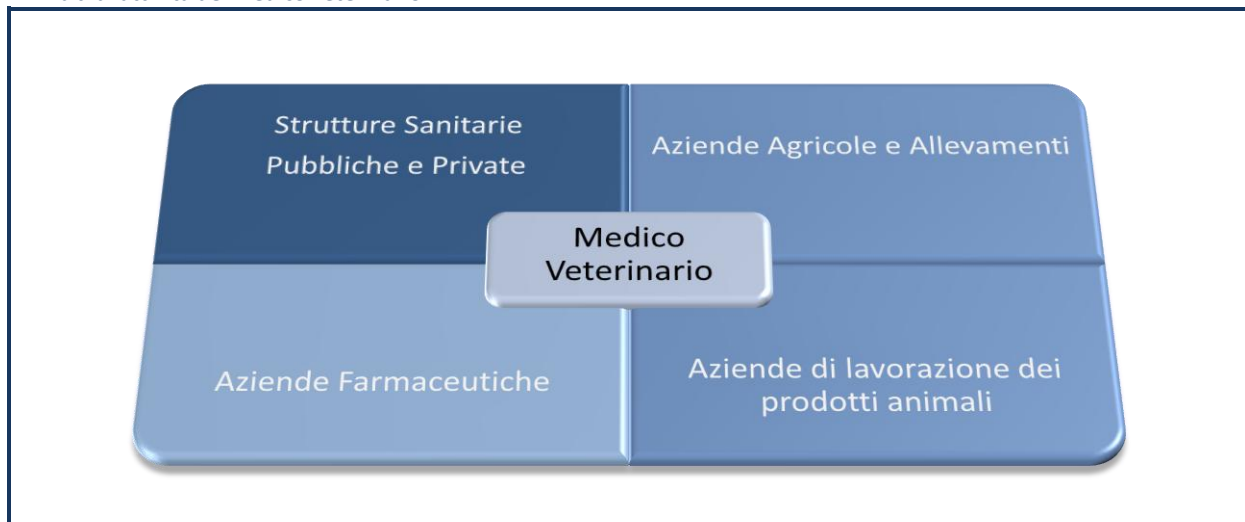 Strutture Sanitarie
Pubbliche e Private
Aziende Agricole e Allevamenti
Medico
Veterinario
Aziende Farmaceutiche
Aziende di lavorazione dei
prodotti animali